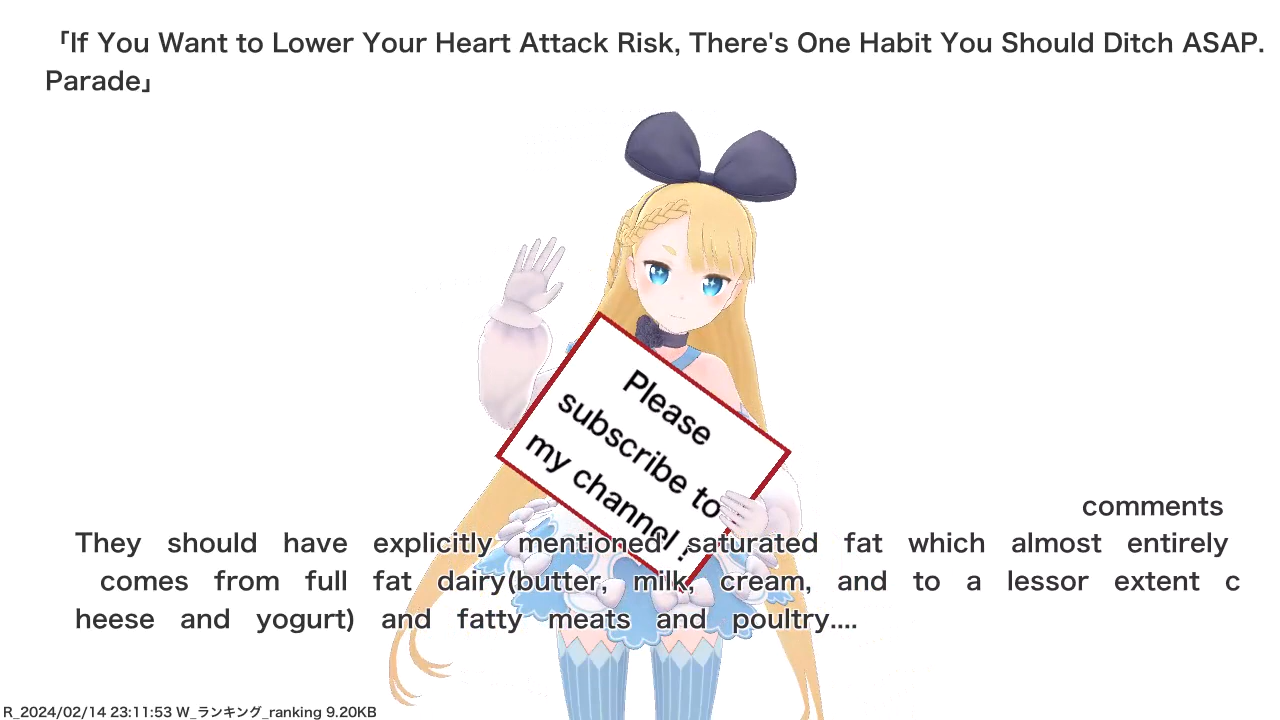 「If You Want to Lower Your Heart Attack Risk, There's One Habit You Should Ditch ASAP.
Parade」
Please
subscribe to
my channel !
comments
They should have explicitly mentioned saturated fat which almost entirely
comes from full fat dairy(butter, milk, cream, and to a lessor extent c
heese and yogurt) and fatty meats and poultry....
R_2024/02/14 23:11:53 W_ランキング_ranking 9.20KB